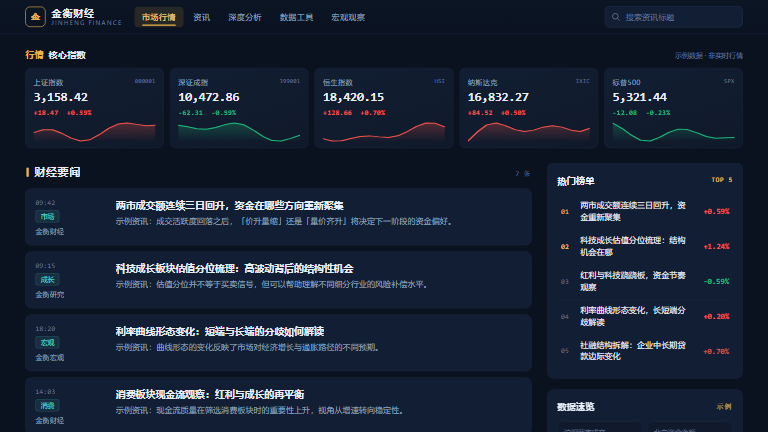 金衡财经
JINHENG FINANCE
市场行情 资讯 深度分析 数据工具 宏观观察
搜索资讯标题
行情 核心指数
示例数据 · 非实时行情
上证指数 000001
3,158.42
+18.47 +0.59%
深证成指 399001
10,472.86
-62.31 -0.59%
恒生指数 HSI
18,420.15
+128.66 +0.70%
纳斯达克 IXIC
16,832.27
+84.52 +0.50%
标普500 SPX
5,321.44
-12.08 -0.23%
财经要闻
7 条
09:42
市场
金衡财经
两市成交额连续三日回升，资金在哪些方向重新聚集
示例资讯：成交活跃度回落之后，「价升量缩」还是「量价齐升」将决定下一阶段的资金偏好。
09:15
成长
金衡研究
科技成长板块估值分位梳理：高波动背后的结构性机会
示例资讯：估值分位并不等于买卖信号，但可以帮助理解不同细分行业的风险补偿水平。
18:20
宏观
金衡宏观
利率曲线形态变化：短端与长端的分歧如何解读
示例资讯：曲线形态的变化反映了市场对经济增长与通胀路径的不同预期。
14:03
消费
金衡财经
消费板块现金流观察：红利与成长的再平衡
示例资讯：现金流质量在筛选消费板块时的重要性上升，视角从增速转向稳定性。
热门榜单
TOP 5
01 两市成交额连续三日回升，资
金重新聚集
+0.59%
02 科技成长估值分位梳理：结构
机会在哪
+1.24%
03 红利与科技跷跷板，资金节奏
观察
-0.59%
04 利率曲线形态变化，长短端分
歧解读
+0.20%
05 社融结构拆解：企业中长期贷
款边际变化
+0.70%
数据速览
示例